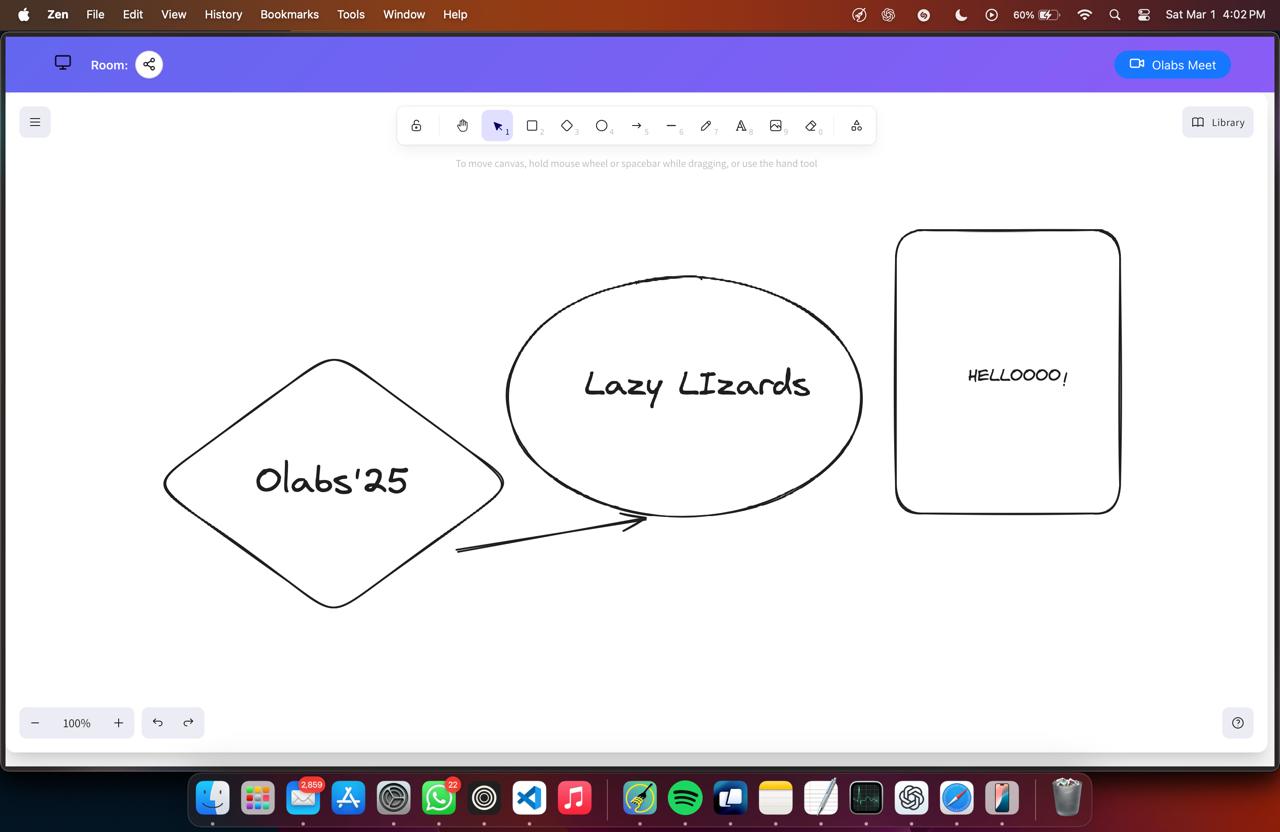 Zen File Edit View History Bookmarks Tools Window Help 60% Sat Mar 1 4:02 PM
Room: Olabs Meet
1 2 3 4 5 6 7 8 9 0
Library
To move canvas, hold mouse wheel or spacebar while dragging, or use the hand tool
HELLOOOO!
Lazy LIzards
Olabs'25
100%
2,859 22